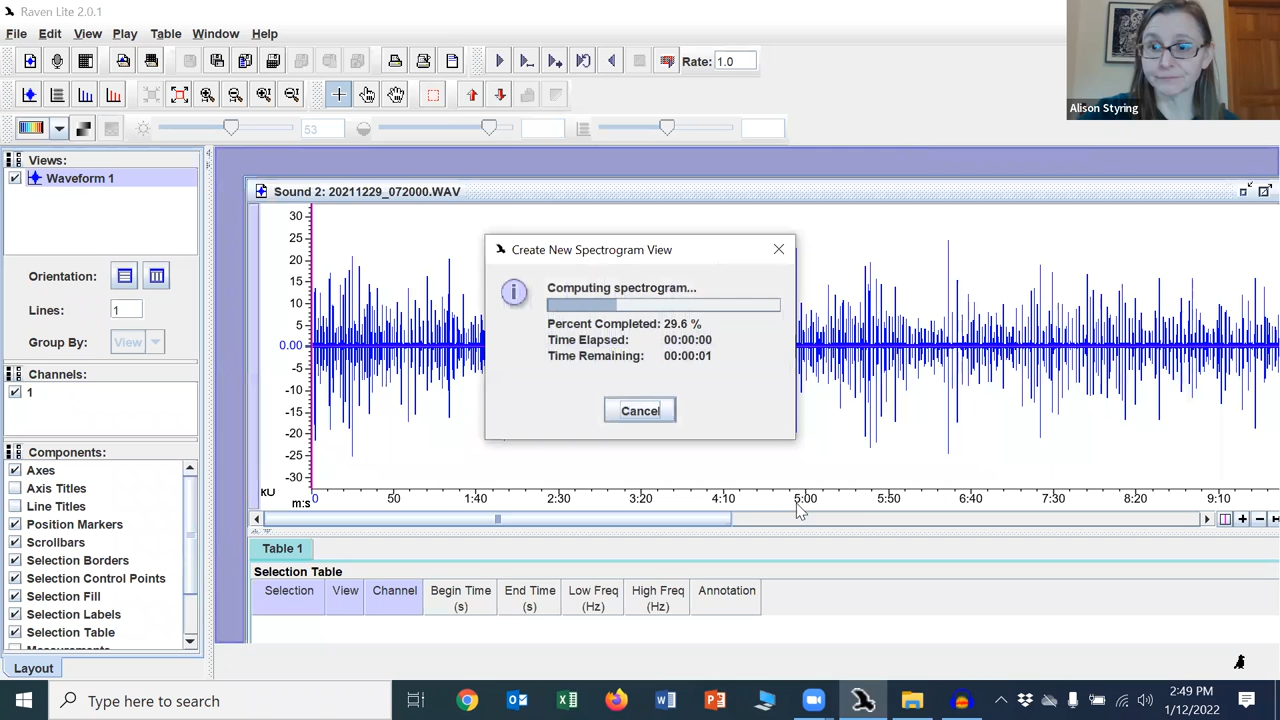 Raven Lite 2.0.1
File Edit View Play Table Window Help
Rate: 1.0
53
Alison Styring
Views:
Waveform 1
Orientation:
Lines: 1
Group By: View
Channels:
1
Components:
Axes
Axis Titles
Line Titles
Position Markers
Scrollbars
Selection Borders
Selection Control Points
Selection Fill
Selection Labels
Selection Table
Layout
Sound 2: 20211229_072000.WAV
30
25
20
15
10
5
0.00
-5
-10
-15
-20
-25
-30
kU
m:s 0 50 1:40 2:30 3:20 4:10 5:00 5:50 6:40 7:30 8:20 9:10
Create New Spectrogram View
Computing spectrogram...
Percent Completed: 29.6 %
Time Elapsed: 00:00:00
Time Remaining: 00:00:01
Cancel
Table 1
Selection Table
Selection View Channel Begin Time (s) End Time (s) Low Freq (Hz) High Freq (Hz) Annotation
Type here to search
2:49 PM
1/12/2022